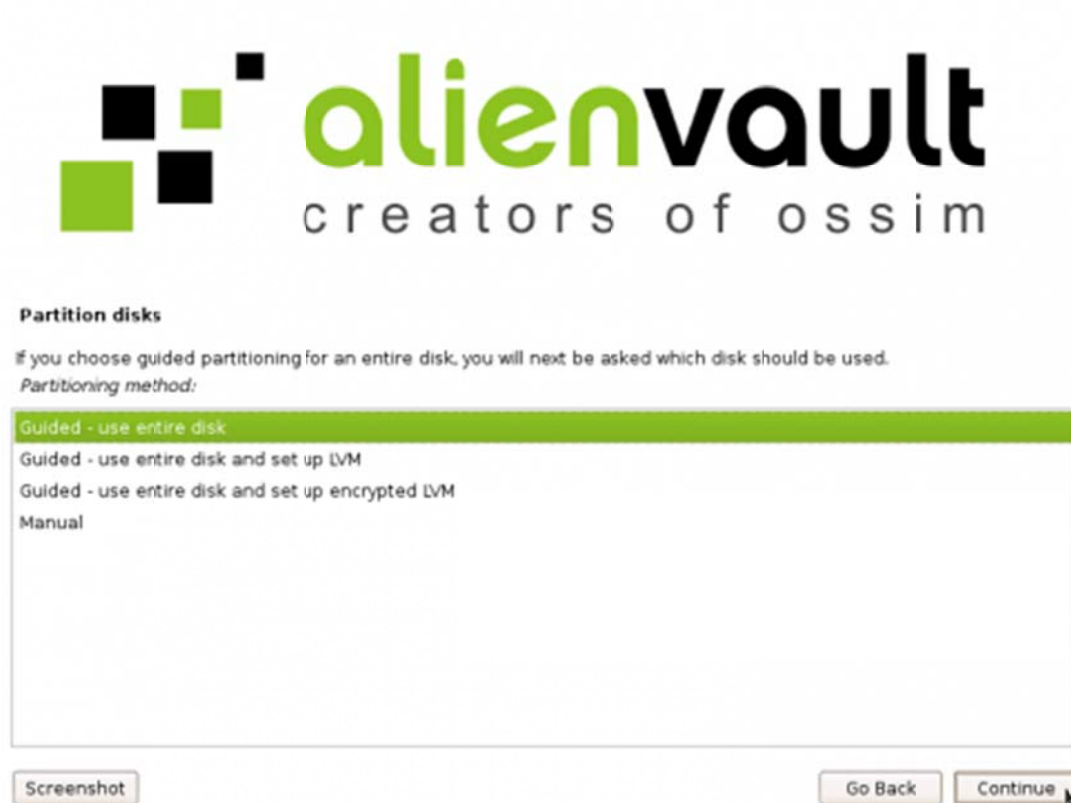 alienvault
creators of ossim
Partition disks
If you choose guided partitioning for an entire disk, you will next be asked which disk should be used.
Partitioning method:
Guided - use entire disk
Guided - use entire disk and set up LVM
Guided - use entire disk and set up encrypted LVM
Manual
Screenshot Go Back Continue